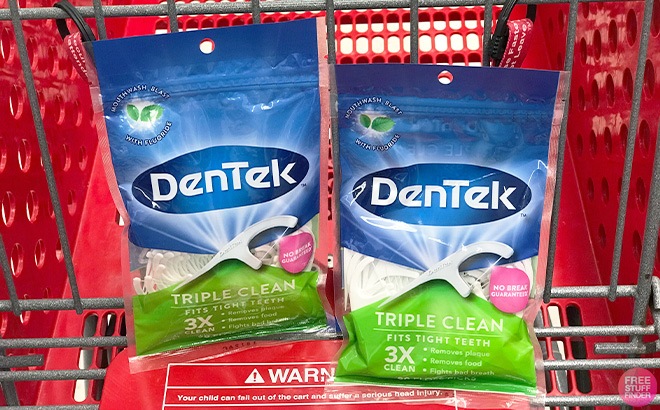 MOUTHWASH BLAST
WITH FLUORIDE
DenTek
NO BREAK
GUARANTEE
TRIPLE CLEAN
FITS TIGHT TEETH
3X
CLEAN
• Removes plaque
• Removes food
• Fights bad breath
MOUTHWASH BLAST
WITH FLUORIDE
DenTek
NO BREAK
GUARANTEE
TRIPLE CLEAN
FITS TIGHT TEETH
3X
CLEAN
• Removes plaque
• Removes food
• Fights bad breath
WARN
Your child can fall out of the cart and suffer a serious head injury.
FREE
STUFF
FINDER